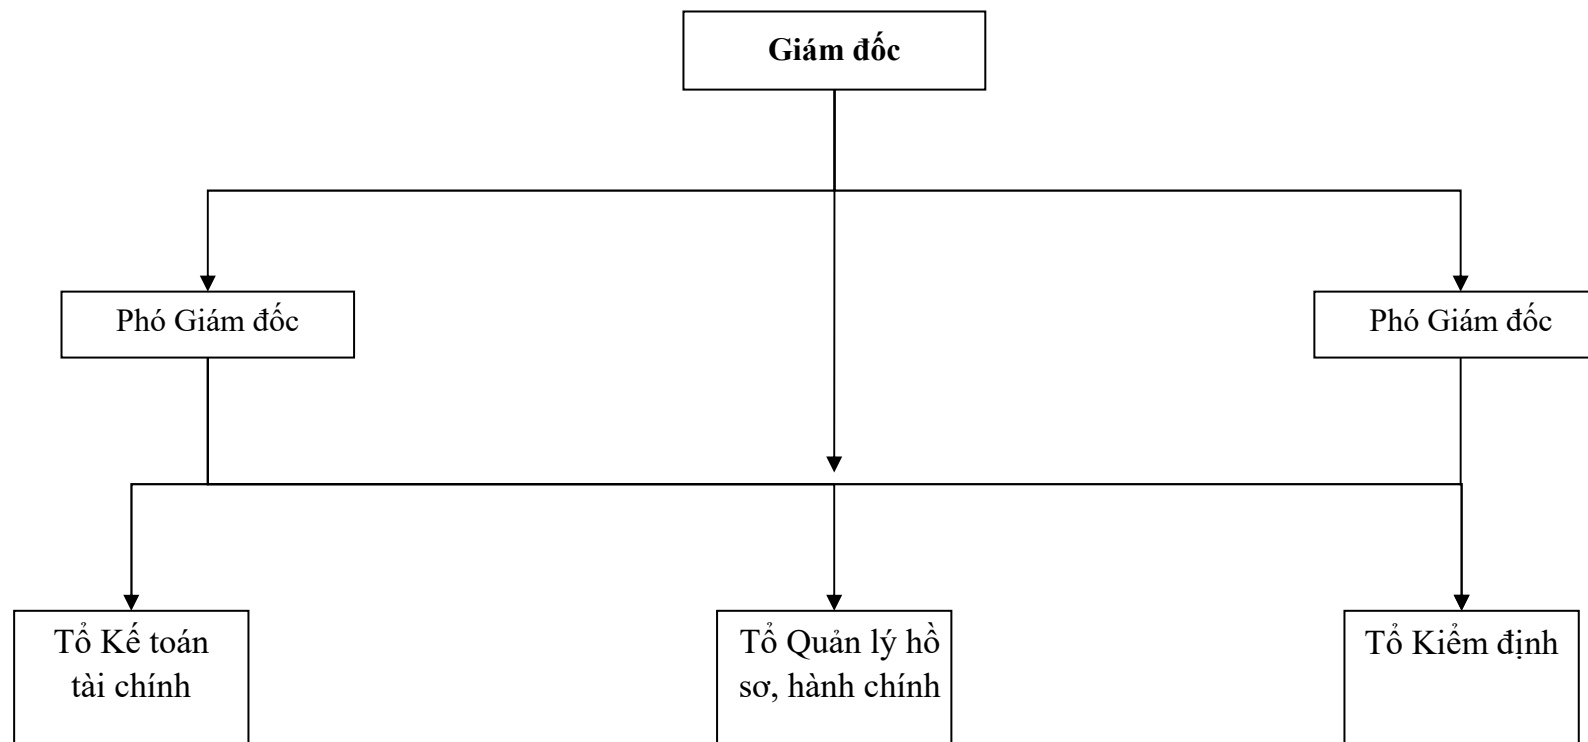 Giám đốc
Phó Giám đốc
Phó Giám đốc
Tổ Kế toán
tài chính
Tổ Quản lý hồ
sơ, hành chính
Tổ Kiểm định